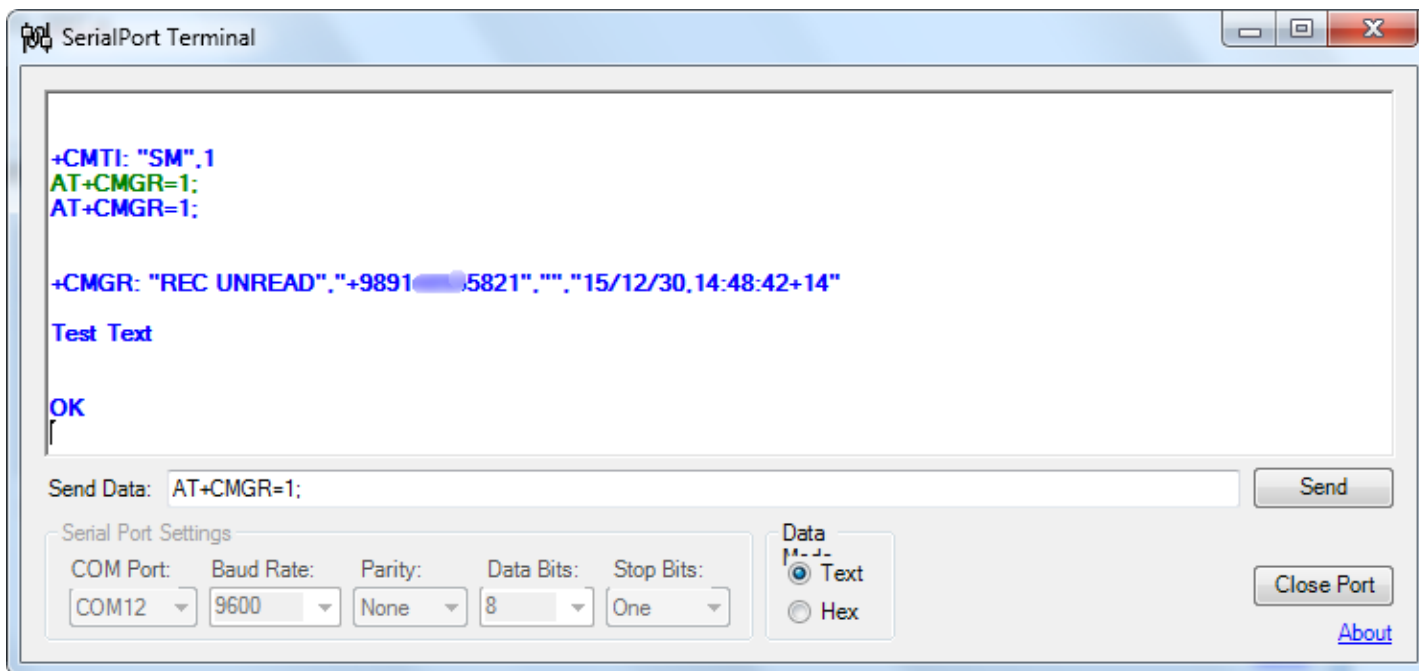 SerialPort Terminal
+CMTI: "SM",1
AT+CMGR=1;
AT+CMGR=1;
+CMGR: "REC UNREAD","+9891 5821","","15/12/30,14:48:42+14"
Test Text
OK
Send Data: AT+CMGR=1; Send
Serial Port Settings Data
COM Port: Baud Rate: Parity: Data Bits: Stop Bits:
Text
COM12 9600 None 8 One
Close Port
Hex
About